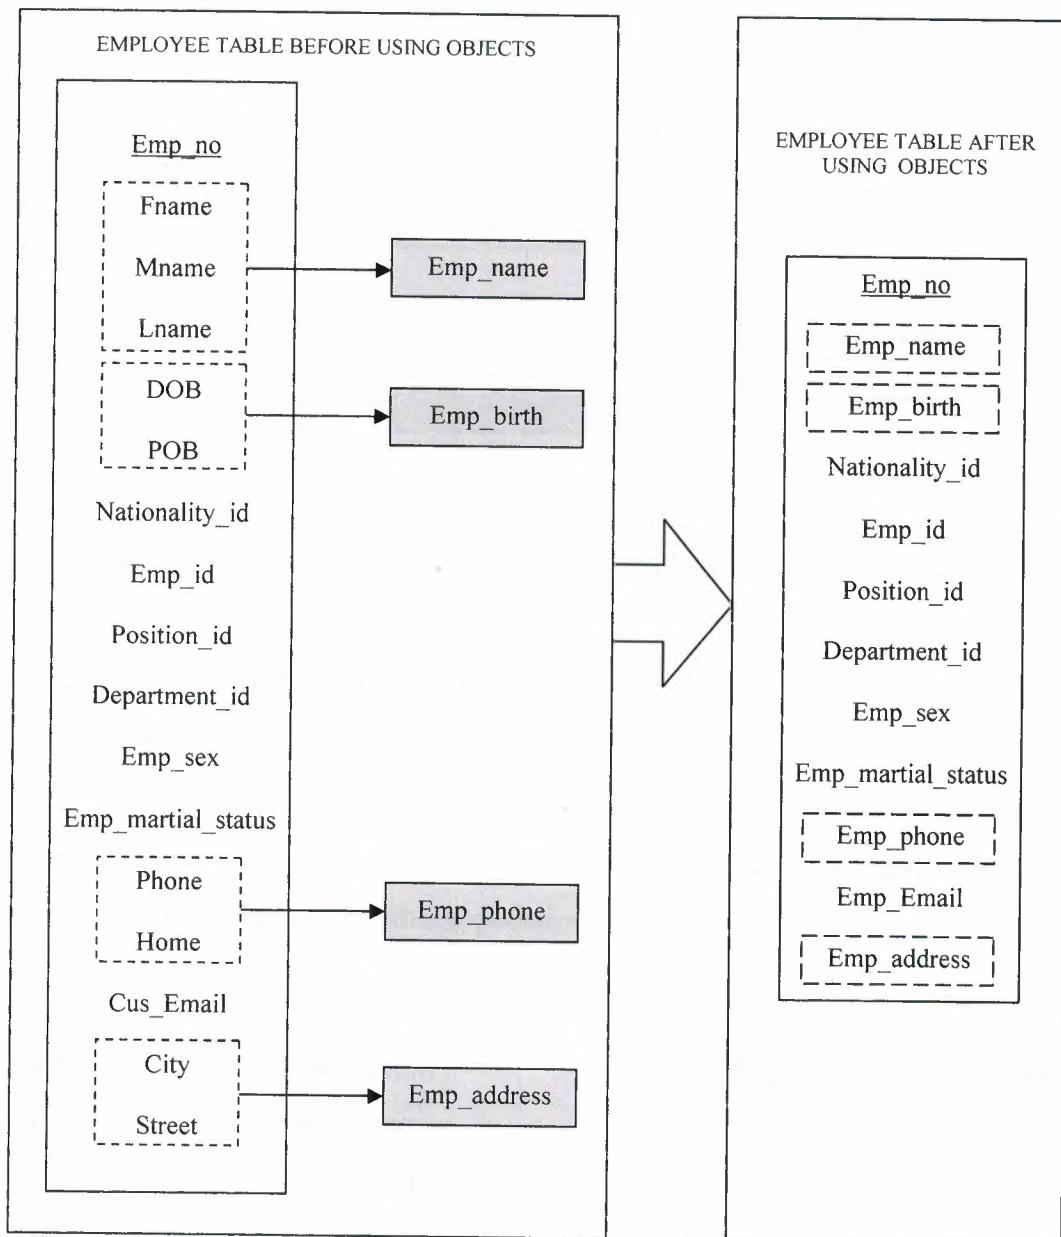 EMPLOYEE TABLE BEFORE USING OBJECTS
Emp_no
Fname
Mname
Lname
DOB
POB
Nationality_id
Emp_id
Position_id
Department_id
Emp_sex
Emp_martial_status
Phone
Home
Cus_Email
City
Street
Emp_name
Emp_birth
Emp_phone
Emp_address
EMPLOYEE TABLE AFTER
USING OBJECTS
Emp_no
Emp_name
Emp_birth
Nationality_id
Emp_id
Position_id
Department_id
Emp_sex
Emp_martial_status
Emp_phone
Emp_Email
Emp_address